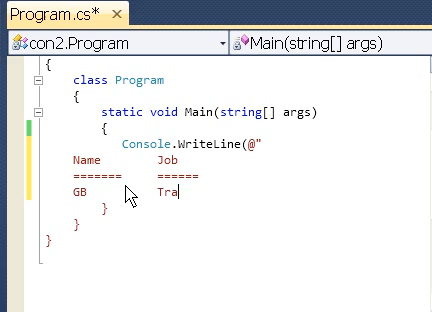 Program.cs* ×
con2.Program Main(string[] args)
{
class Program
{
static void Main(string[] args)
{
Console.WriteLine(@"
Name Job
======= ======
GB Tra
}
}
}